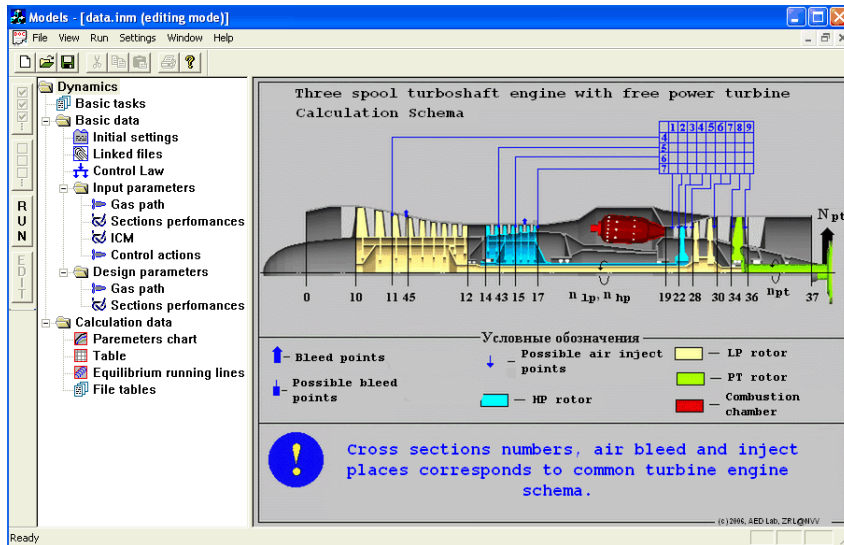 Models - [data.inm (editing mode)]
File View Run Settings Window Help
Dynamics
Basic tasks
Basic data
Initial settings
Linked files
Control Law
Input parameters
Gas path
Sections perfomances
ICM
Control actions
Design parameters
Gas path
Sections perfomances
Calculation data
Paremeters chart
Table
Equilibrium running lines
File tables
RUN
EDIT
Three spool turboshaft engine with free power turbine
Calculation Schema
1 2 3 4 5 6 7 8 9
4
5
6
7
N pt
0 10 11 45 12 14 43 15 17 n lp, n hp 19 22 28 30 34 36 npt 37
Условные обозначения
- Bleed points
- Possible bleed
points
- Possible air inject
points
- HP rotor
- LP rotor
- PT rotor
- Combustion
chamber
! Cross sections numbers, air bleed and inject
places corresponds to common turbine engine
schema.
(c) 2006, AED Lab, ZRL@NVV
Ready